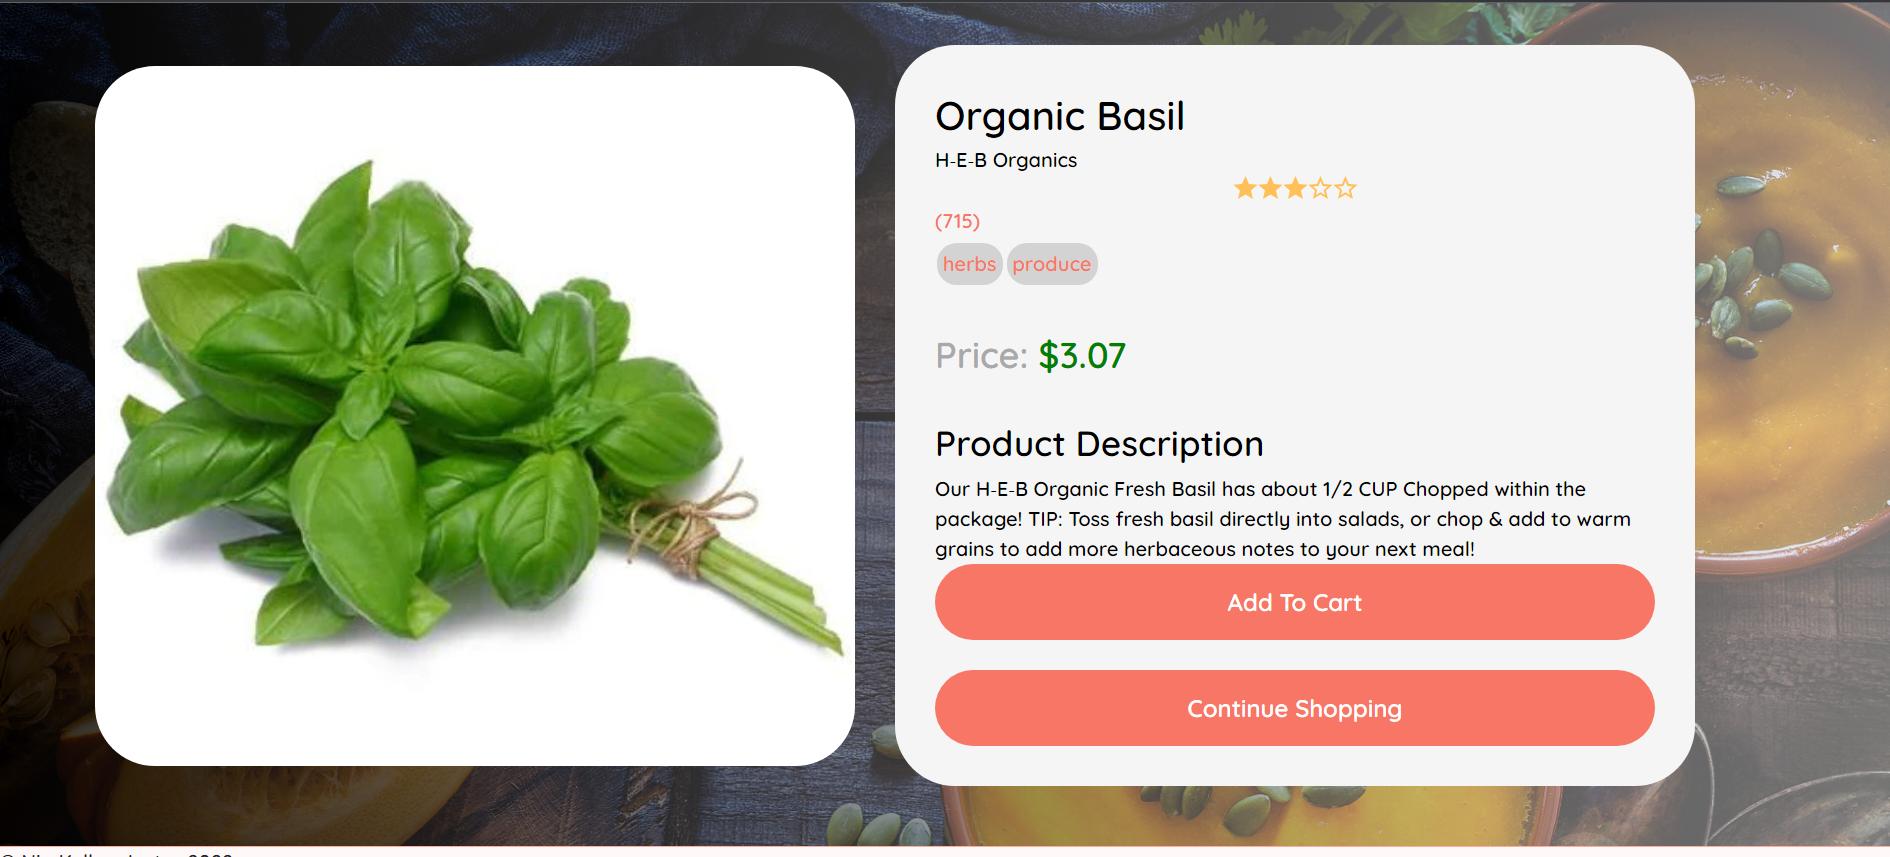 Organic Basil
H-E-B Organics
(715)
herbs produce
Price: $3.07
Product Description
Our H-E-B Organic Fresh Basil has about 1/2 CUP Chopped within the
package! TIP: Toss fresh basil directly into salads, or chop & add to warm
grains to add more herbaceous notes to your next meal!
Add To Cart
Continue Shopping